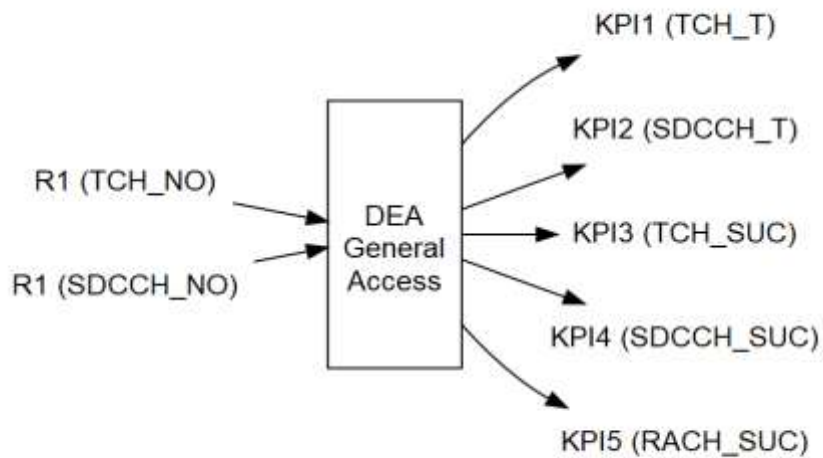 R1 (TCH_NO)
R1 (SDCCH_NO)
DEA
General
Access
KPI1 (TCH_T)
KPI2 (SDCCH_T)
KPI3 (TCH_SUC)
KPI4 (SDCCH_SUC)
KPI5 (RACH_SUC)